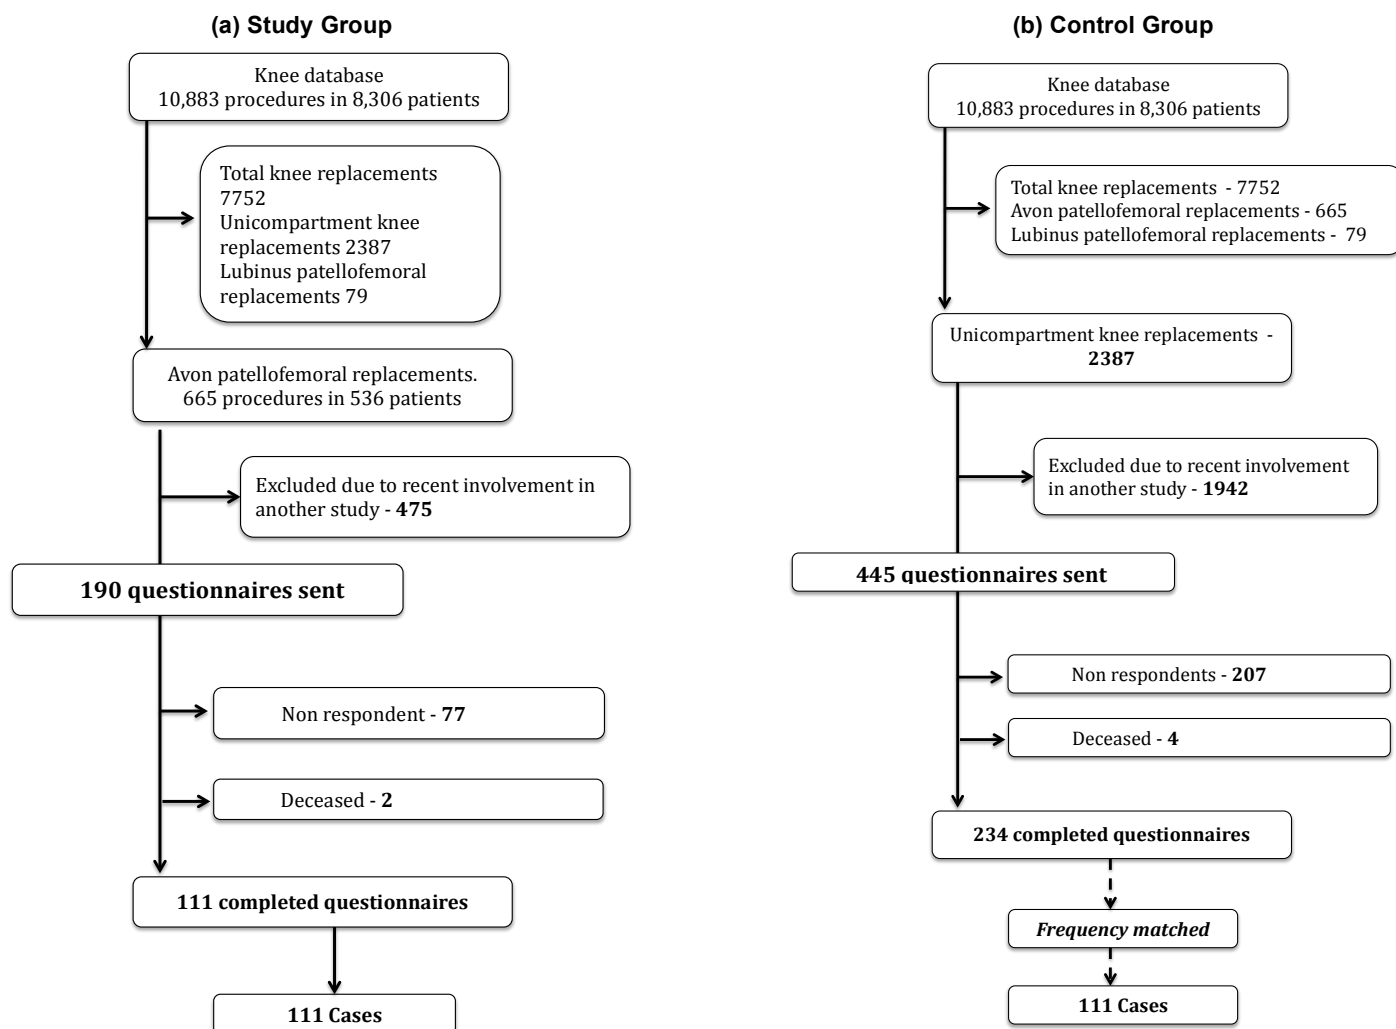 (a) Study Group
Knee database
10,883 procedures in 8,306 patients
Total knee replacements
7752
Unicompartment knee
replacements 2387
Lubinus patellofemoral
replacements 79
Avon patellofemoral replacements.
665 procedures in 536 patients
Excluded due to recent involvement in
another study - 475
190 questionnaires sent
Non respondent - 77
Deceased - 2
111 completed questionnaires
111 Cases
(b) Control Group
Knee database
10,883 procedures in 8,306 patients
Total knee replacements - 7752
Avon patellofemoral replacements - 665
Lubinus patellofemoral replacements - 79
Unicompartment knee replacements -
2387
Excluded due to recent involvement
in another study - 1942
445 questionnaires sent
Non respondents - 207
Deceased - 4
234 completed questionnaires
Frequency matched
111 Cases